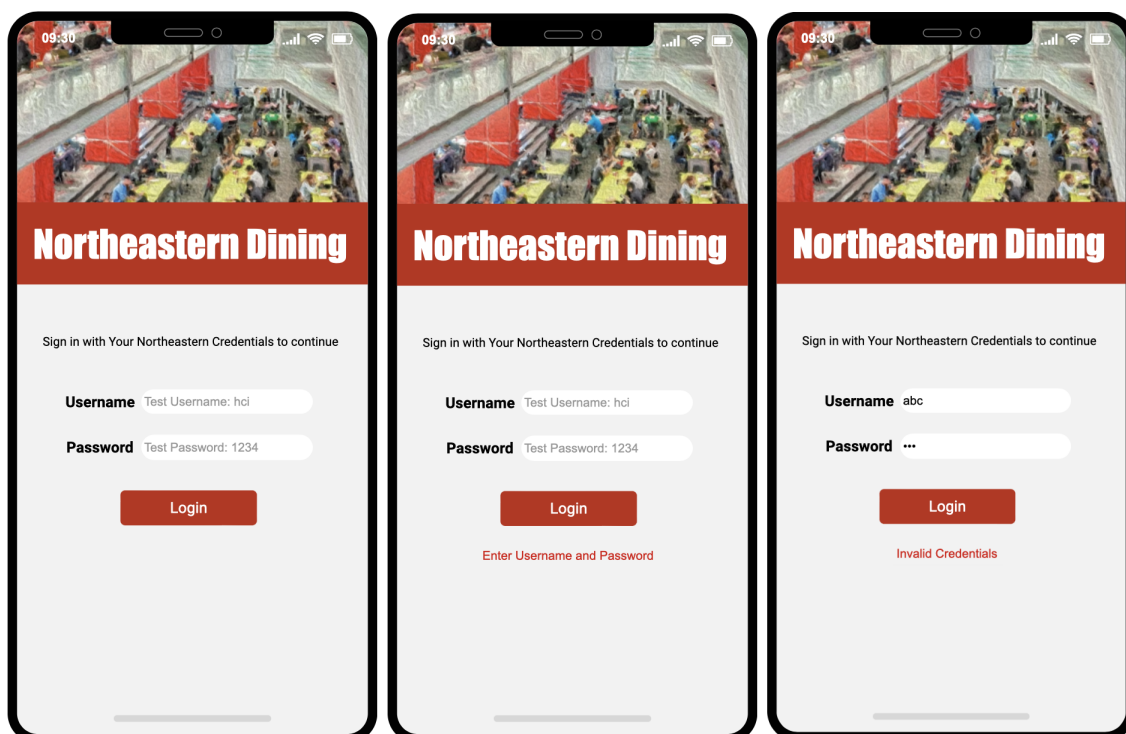 09:30
Northeastern Dining
Sign in with Your Northeastern Credentials to continue
Username Test Username: hci
Password Test Password: 1234
Login
09:30
Northeastern Dining
Sign in with Your Northeastern Credentials to continue
Username Test Username: hci
Password Test Password: 1234
Login
Enter Username and Password
09:30
Northeastern Dining
Sign in with Your Northeastern Credentials to continue
Username abc
Password •••
Login
Invalid Credentials